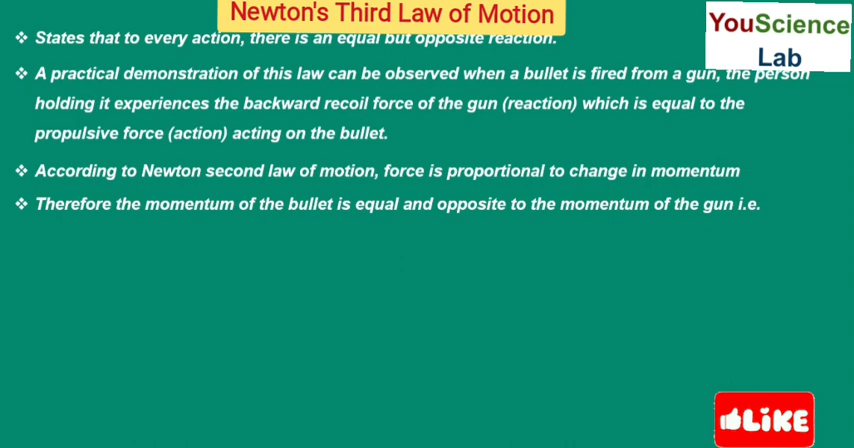 Newton's Third Law of Motion
YouScience
Lab
❖ States that to every action, there is an equal but opposite reaction.
❖ A practical demonstration of this law can be observed when a bullet is fired from a gun, the person
holding it experiences the backward recoil force of the gun (reaction) which is equal to the
propulsive force (action) acting on the bullet.
❖ According to Newton second law of motion, force is proportional to change in momentum
❖ Therefore the momentum of the bullet is equal and opposite to the momentum of the gun i.e.
LIKE